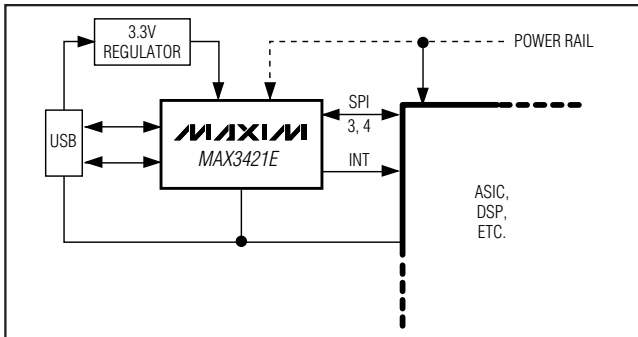 3.3V
REGULATOR
POWER RAIL
USB
MAXIM
MAX3421E
SPI
3, 4
INT
ASIC,
DSP,
ETC.